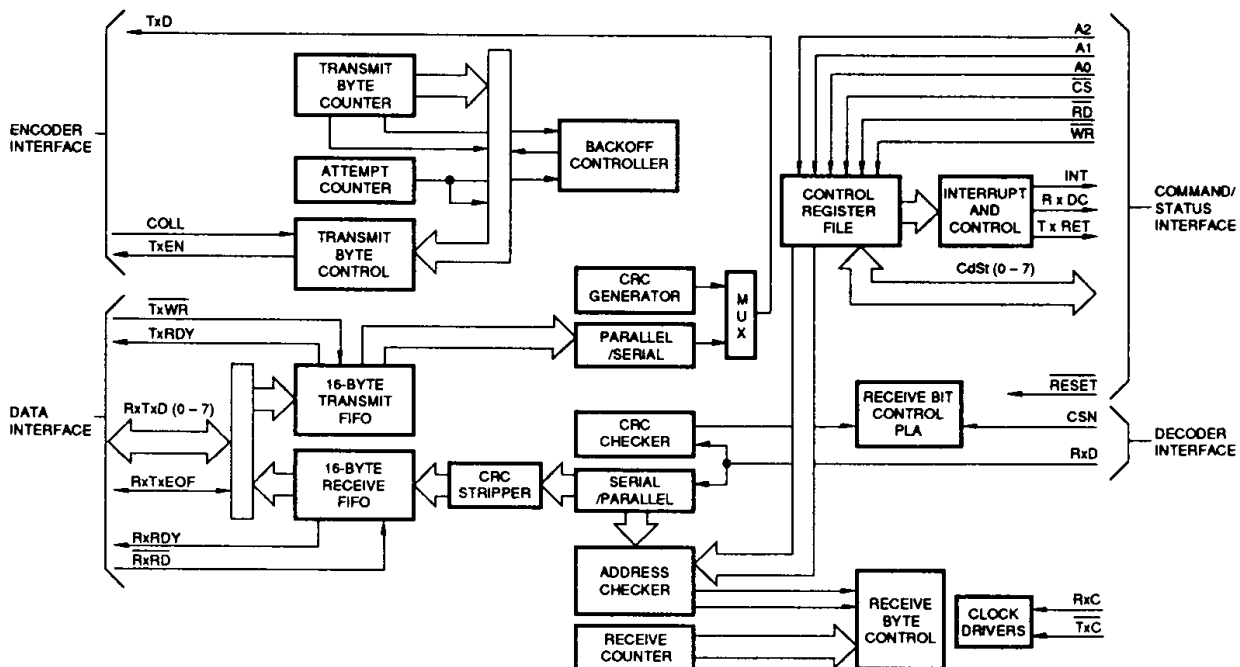 TxD
TRANSMIT
BYTE
COUNTER
ATTEMPT
COUNTER
BACKOFF
CONTROLLER
ENCODER
INTERFACE
COLL
TxEN
TRANSMIT
BYTE
CONTROL
A2
A1
A0
CS
RD
WR
CONTROL
REGISTER
FILE
INTERRUPT
AND
CONTROL
INT
R x DC
T x RET
COMMAND/
STATUS
INTERFACE
CdSt (0 – 7)
CRC
GENERATOR
PARALLEL
/SERIAL
MUX
TxWR
TxRDY
16-BYTE
TRANSMIT
FIFO
DATA
INTERFACE
RxTxD (0 – 7)
RxTxEOF
RxRDY
RxRD
16-BYTE
RECEIVE
FIFO
CRC
STRIPPER
CRC
CHECKER
SERIAL
/PARALLEL
RECEIVE BIT
CONTROL
PLA
RESET
CSN
RxD
DECODER
INTERFACE
ADDRESS
CHECKER
RECEIVE
COUNTER
RECEIVE
BYTE
CONTROL
CLOCK
DRIVERS
RxC
TxC